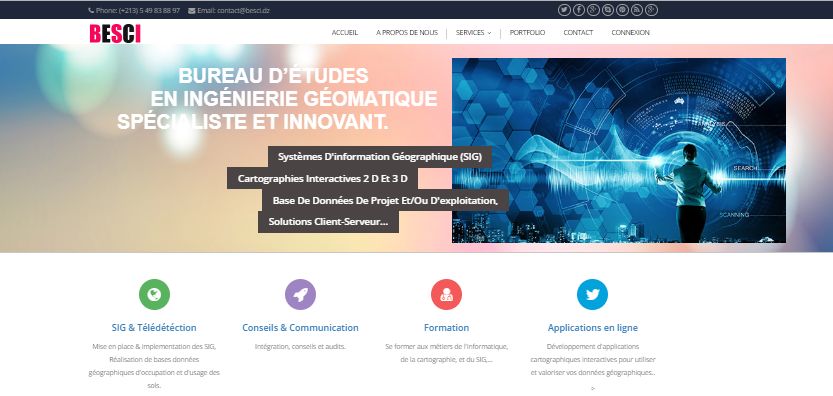 Phone: (+213) 5 49 83 88 97 Email: contact@besci.dz
BESCI
ACCUEIL A PROPOS DE NOUS SERVICES PORTFOLIO CONTACT CONNEXION
BUREAU D'ÉTUDES
EN INGÉNIERIE GÉOMATIQUE
SPÉCIALISTE ET INNOVANT.
Systèmes D'information Géographique (SIG)
Cartographies Interactives 2 D Et 3 D
Base De Données De Projet Et/Ou D'exploitation,
Solutions Client-Serveur...
ANALYSIS
SEARCH
SCANNING
SIG & Télédétéction
Mise en place & implementation des SIG,
Réalisation de bases données
géographiques d'occupation et d'usage des
sols.
Conseils & Communication
Intégration, conseils et audits.
Formation
Se former aux métiers de l'informatique,
de la cartographie, et du SIG,...
Applications en ligne
Développement d'applications
cartographiques interactives pour utiliser
et valoriser vos données géographiques..
>